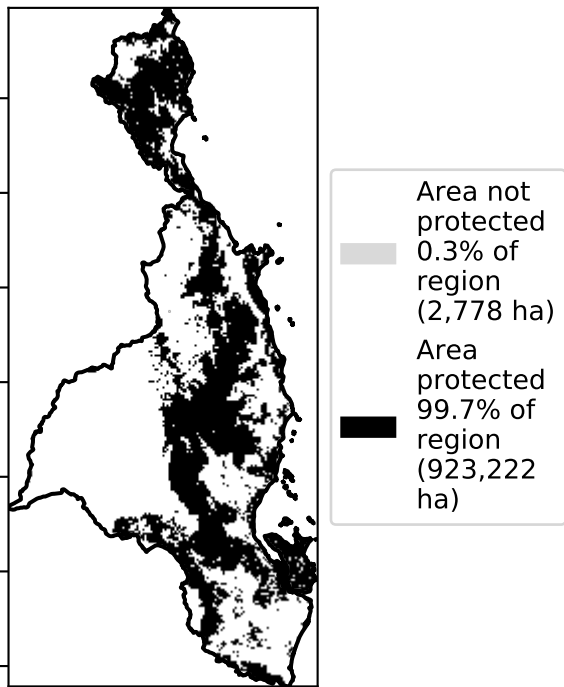 Area not
protected
0.3% of
region
(2,778 ha)
Area
protected
99.7% of
region
(923,222
ha)